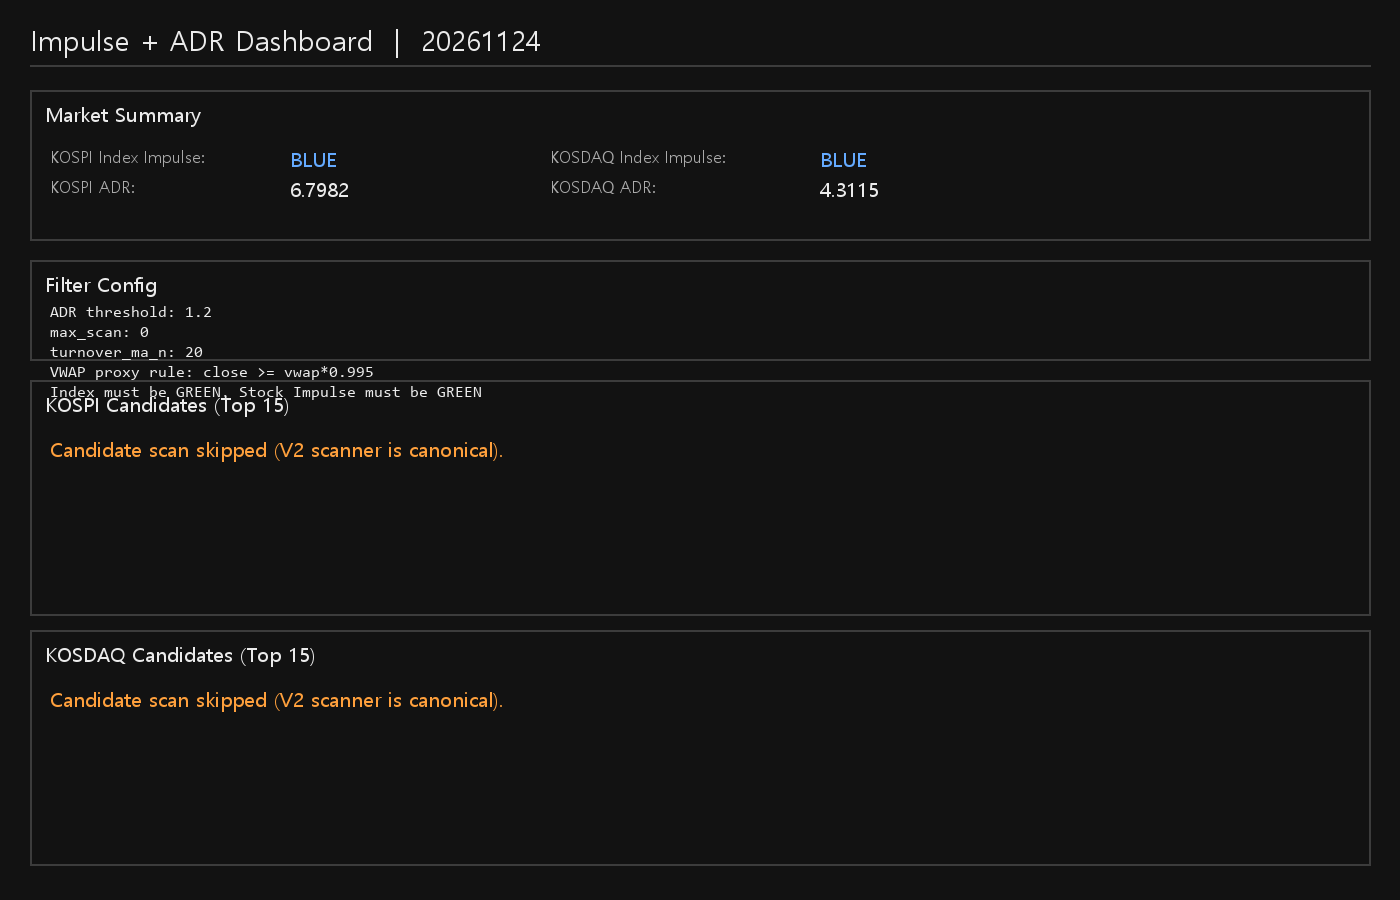 Impulse + ADR Dashboard | 20261124
Market Summary
KOSPI Index Impulse: BLUE KOSDAQ Index Impulse: BLUE
KOSPI ADR: 6.7982 KOSDAQ ADR: 4.3115
Filter Config
ADR threshold: 1.2
max_scan: 0
turnover_ma_n: 20
VWAP proxy rule: close >= vwap*0.995
Index must be GREEN, Stock Impulse must be GREEN
KOSPI Candidates (Top 15)
Candidate scan skipped (V2 scanner is canonical).
KOSDAQ Candidates (Top 15)
Candidate scan skipped (V2 scanner is canonical).